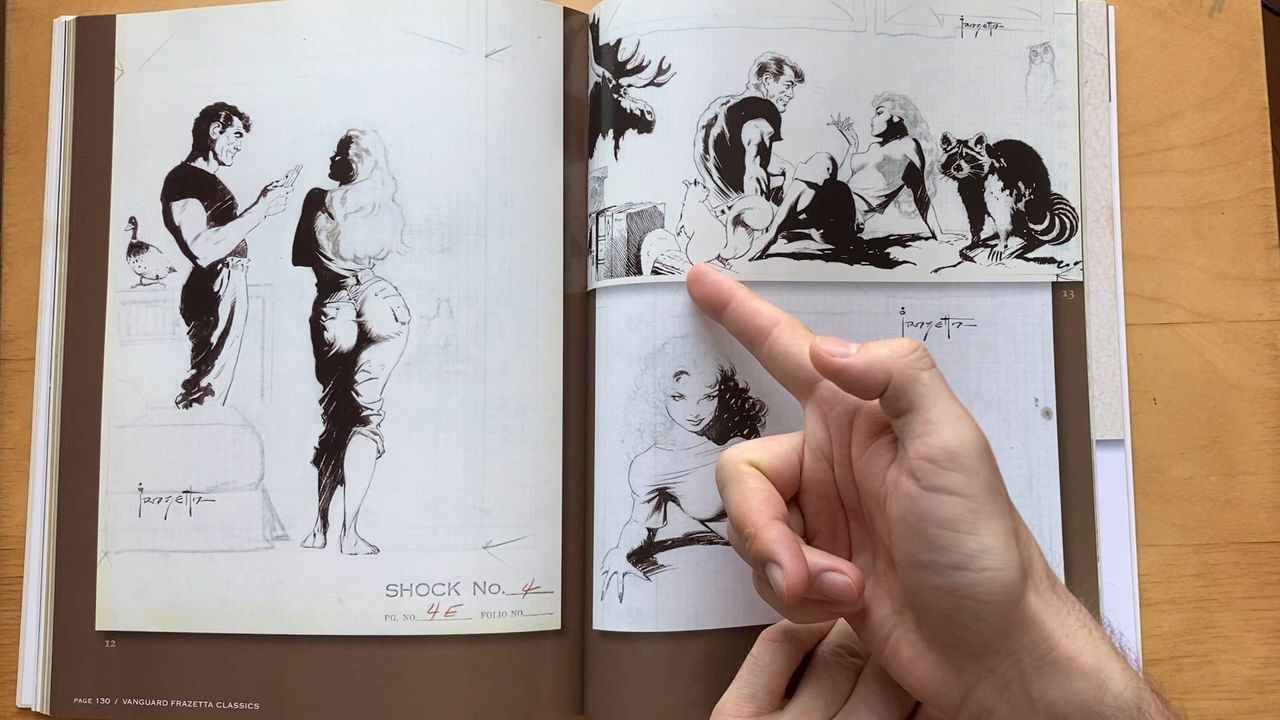 Frazetta
SHOCK No. 4
PG. NO. 4E FOLIO NO.
12
PAGE 130 / VANGUARD FRAZETTA CLASSICS
Frazetta
13
Frazetta